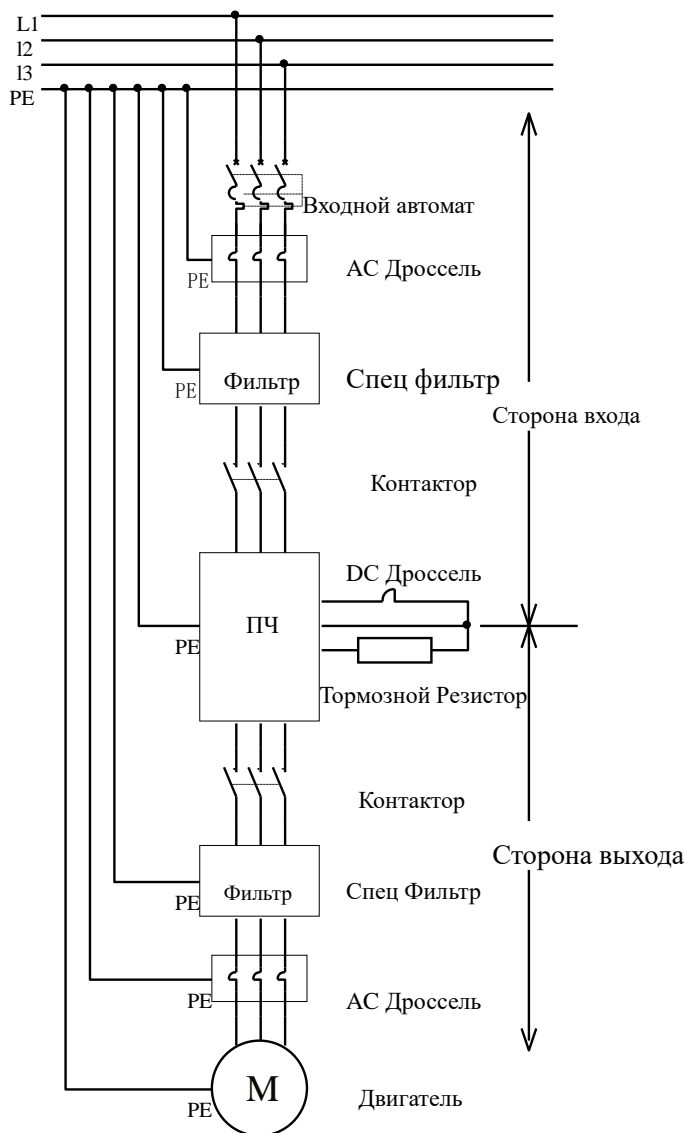 L1
l2
l3
PE
Входной автомат
АС Дроссель
PE
Фильтр
Спец фильтр
PE
Сторона входа
Контактор
DC Дроссель
ПЧ
PE
Тормозной Резистор
Контактор
Сторона выхода
Фильтр
Спец Фильтр
PE
АС Дроссель
PE
М
Двигатель
PE